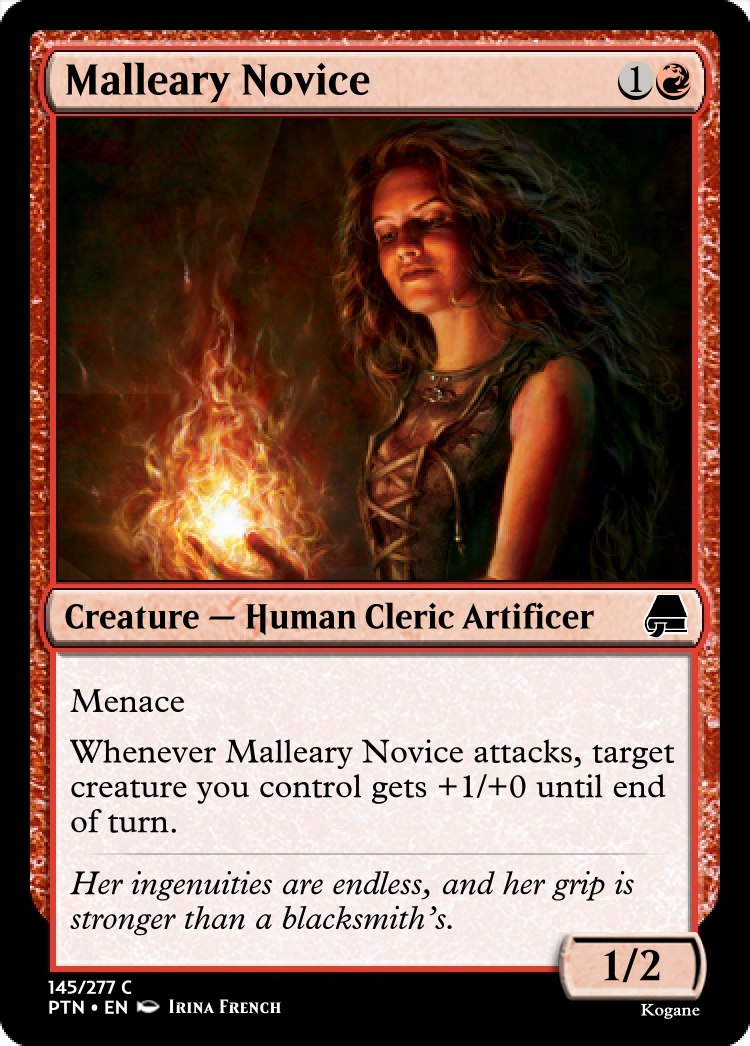 Malleary Novice 1
Creature — Human Cleric Artificer
Menace
Whenever Malleary Novice attacks, target
creature you control gets +1/+0 until end
of turn.
Her ingenuities are endless, and her grip is
stronger than a blacksmith's.
1/2
145/277 C
PTN • EN Irina French
Kogane